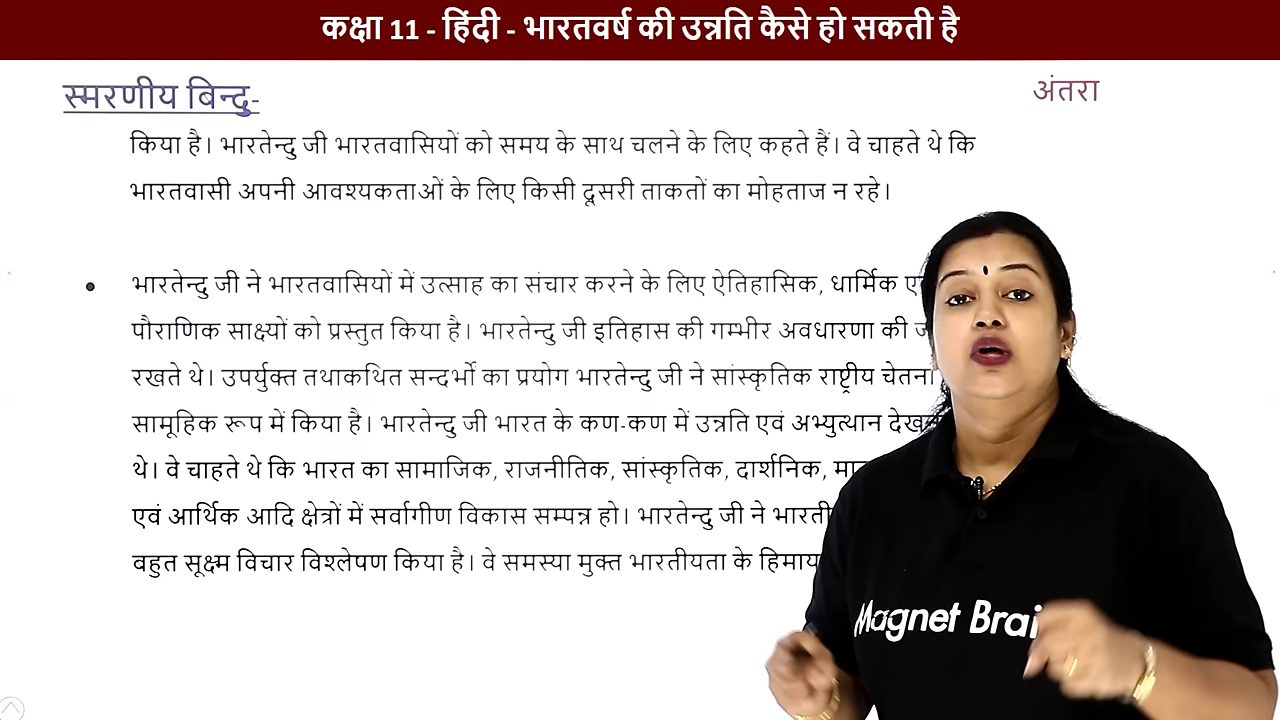 कक्षा 11 - हिंदी - भारतवर्ष की उन्नति कैसे हो सकती है
स्मरणीय बिन्दु-
अंतरा
किया है। भारतेन्दु जी भारतवासियों को समय के साथ चलने के लिए कहते हैं। वे चाहते थे कि
भारतवासी अपनी आवश्यकताओं के लिए किसी दूसरी ताकतों का मोहताज न रहे।
• भारतेन्दु जी ने भारतवासियों में उत्साह का संचार करने के लिए ऐतिहासिक, धार्मिक
पौराणिक साक्ष्यों को प्रस्तुत किया है। भारतेन्दु जी इतिहास की गम्भीर अवधारणा की
रखते थे। उपर्युक्त तथाकथित सन्दर्भो का प्रयोग भारतेन्दु जी ने सांस्कृतिक राष्ट्रीय चेतना
सामूहिक रूप में किया है। भारतेन्दु जी भारत के कण-कण में उन्नति एवं अभ्युत्थान
थे। वे चाहते थे कि भारत का सामाजिक, राजनीतिक, सांस्कृतिक, दार्शनिक,
एवं आर्थिक आदि क्षेत्रों में सर्वागीण विकास सम्पन्न हो। भारतेन्दु जी ने
बहुत सूक्ष्म विचार विश्लेषण किया है। वे समस्या मुक्त भारतीयता के
Magnet Brai